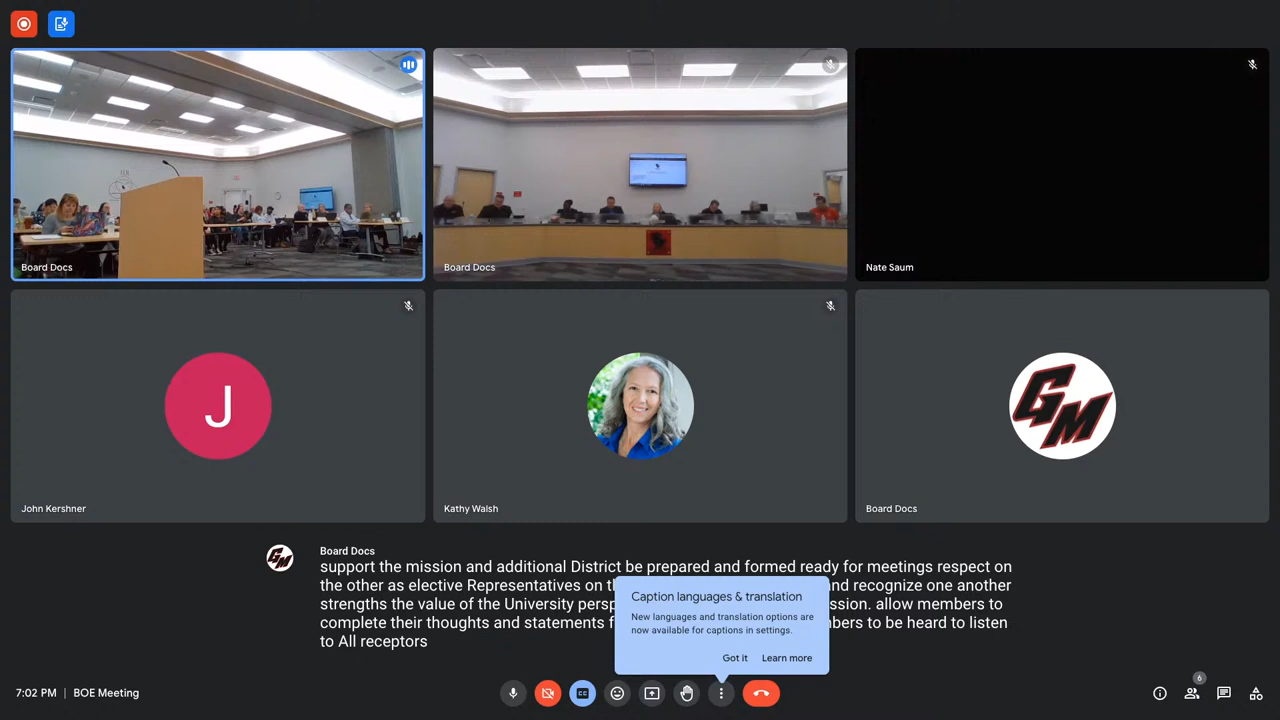 Board Docs
Board Docs
Nate Saum
J
GM
John Kershner
Kathy Walsh
Board Docs
Board Docs
support the mission and additional District be prepared and formed ready for meetings respect on
the other as elective Representatives on and recognize one another
strengths the value of the University ssion. allow members to
complete their thoughts and statements mbers to be heard to listen
to All receptors
Caption languages & translation
New languages and translation options are
now available for captions in settings.
Got it Learn more
7:02 PM | BOE Meeting
CC
6